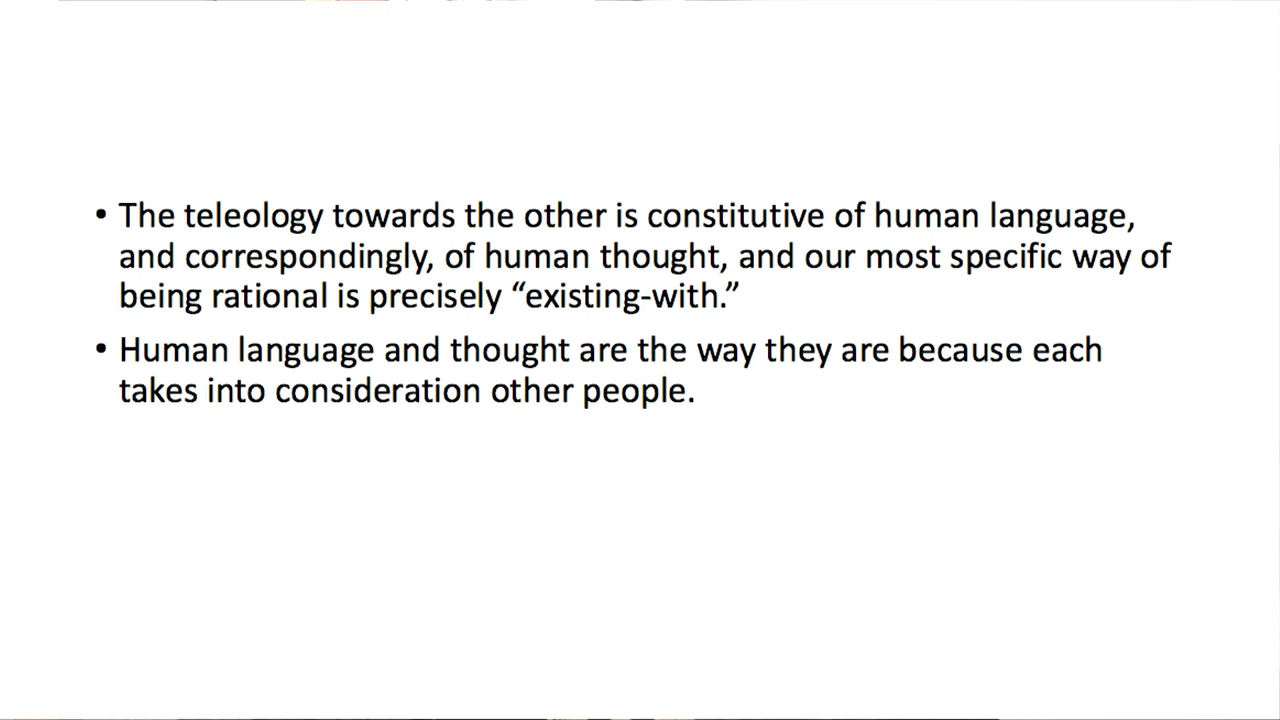 • The teleology towards the other is constitutive of human language,
and correspondingly, of human thought, and our most specific way of
being rational is precisely “existing-with.”
• Human language and thought are the way they are because each
takes into consideration other people.